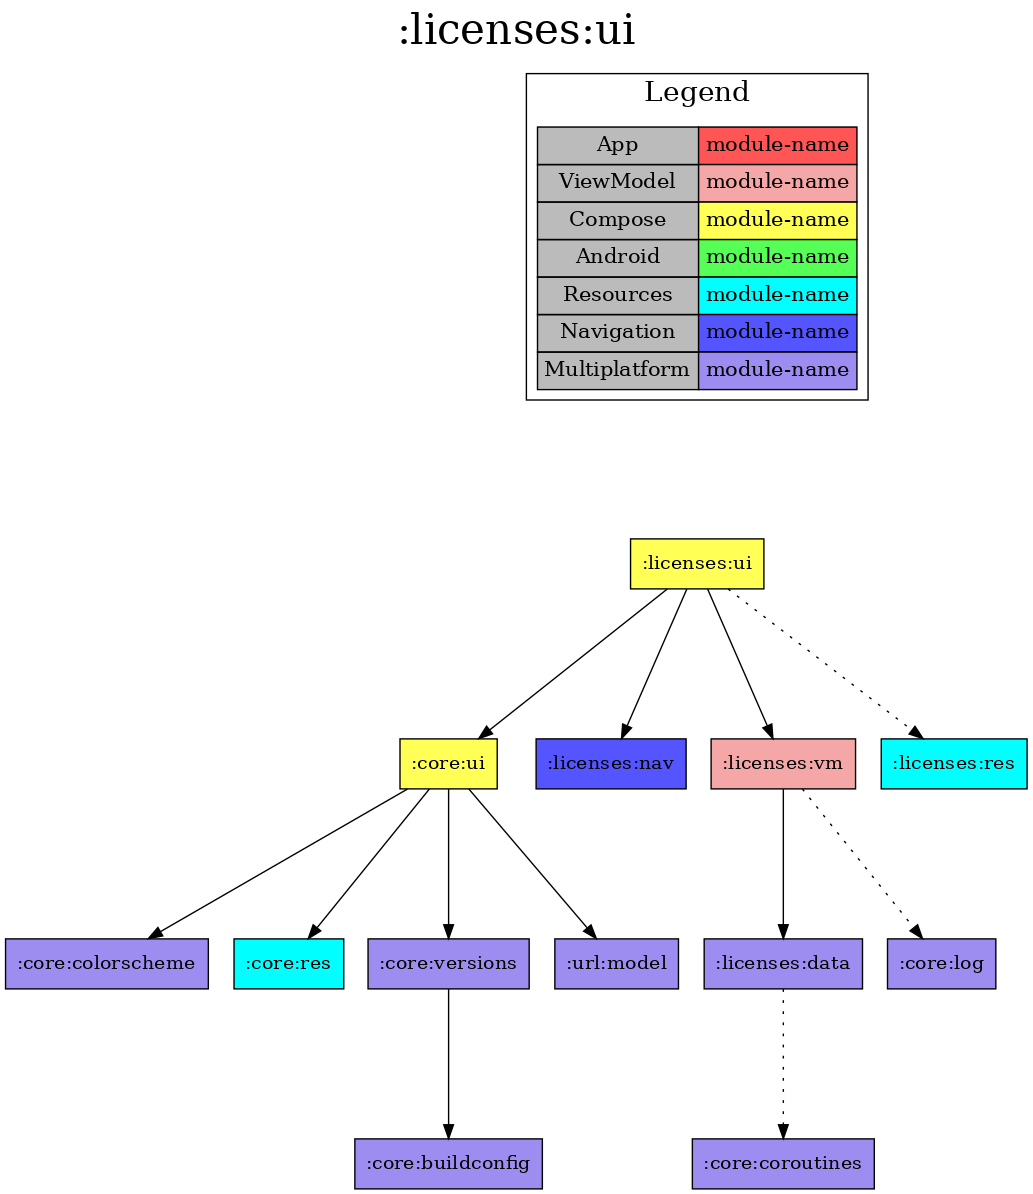 :licenses:ui
Legend
App module-name
ViewModel module-name
Compose module-name
Android module-name
Resources module-name
Navigation module-name
Multiplatform module-name
:licenses:ui
:core:ui :licenses:nav :licenses:vm :licenses:res
:core:colorscheme :core:res :core:versions :url:model :licenses:data :core:log
:core:buildconfig :core:coroutines